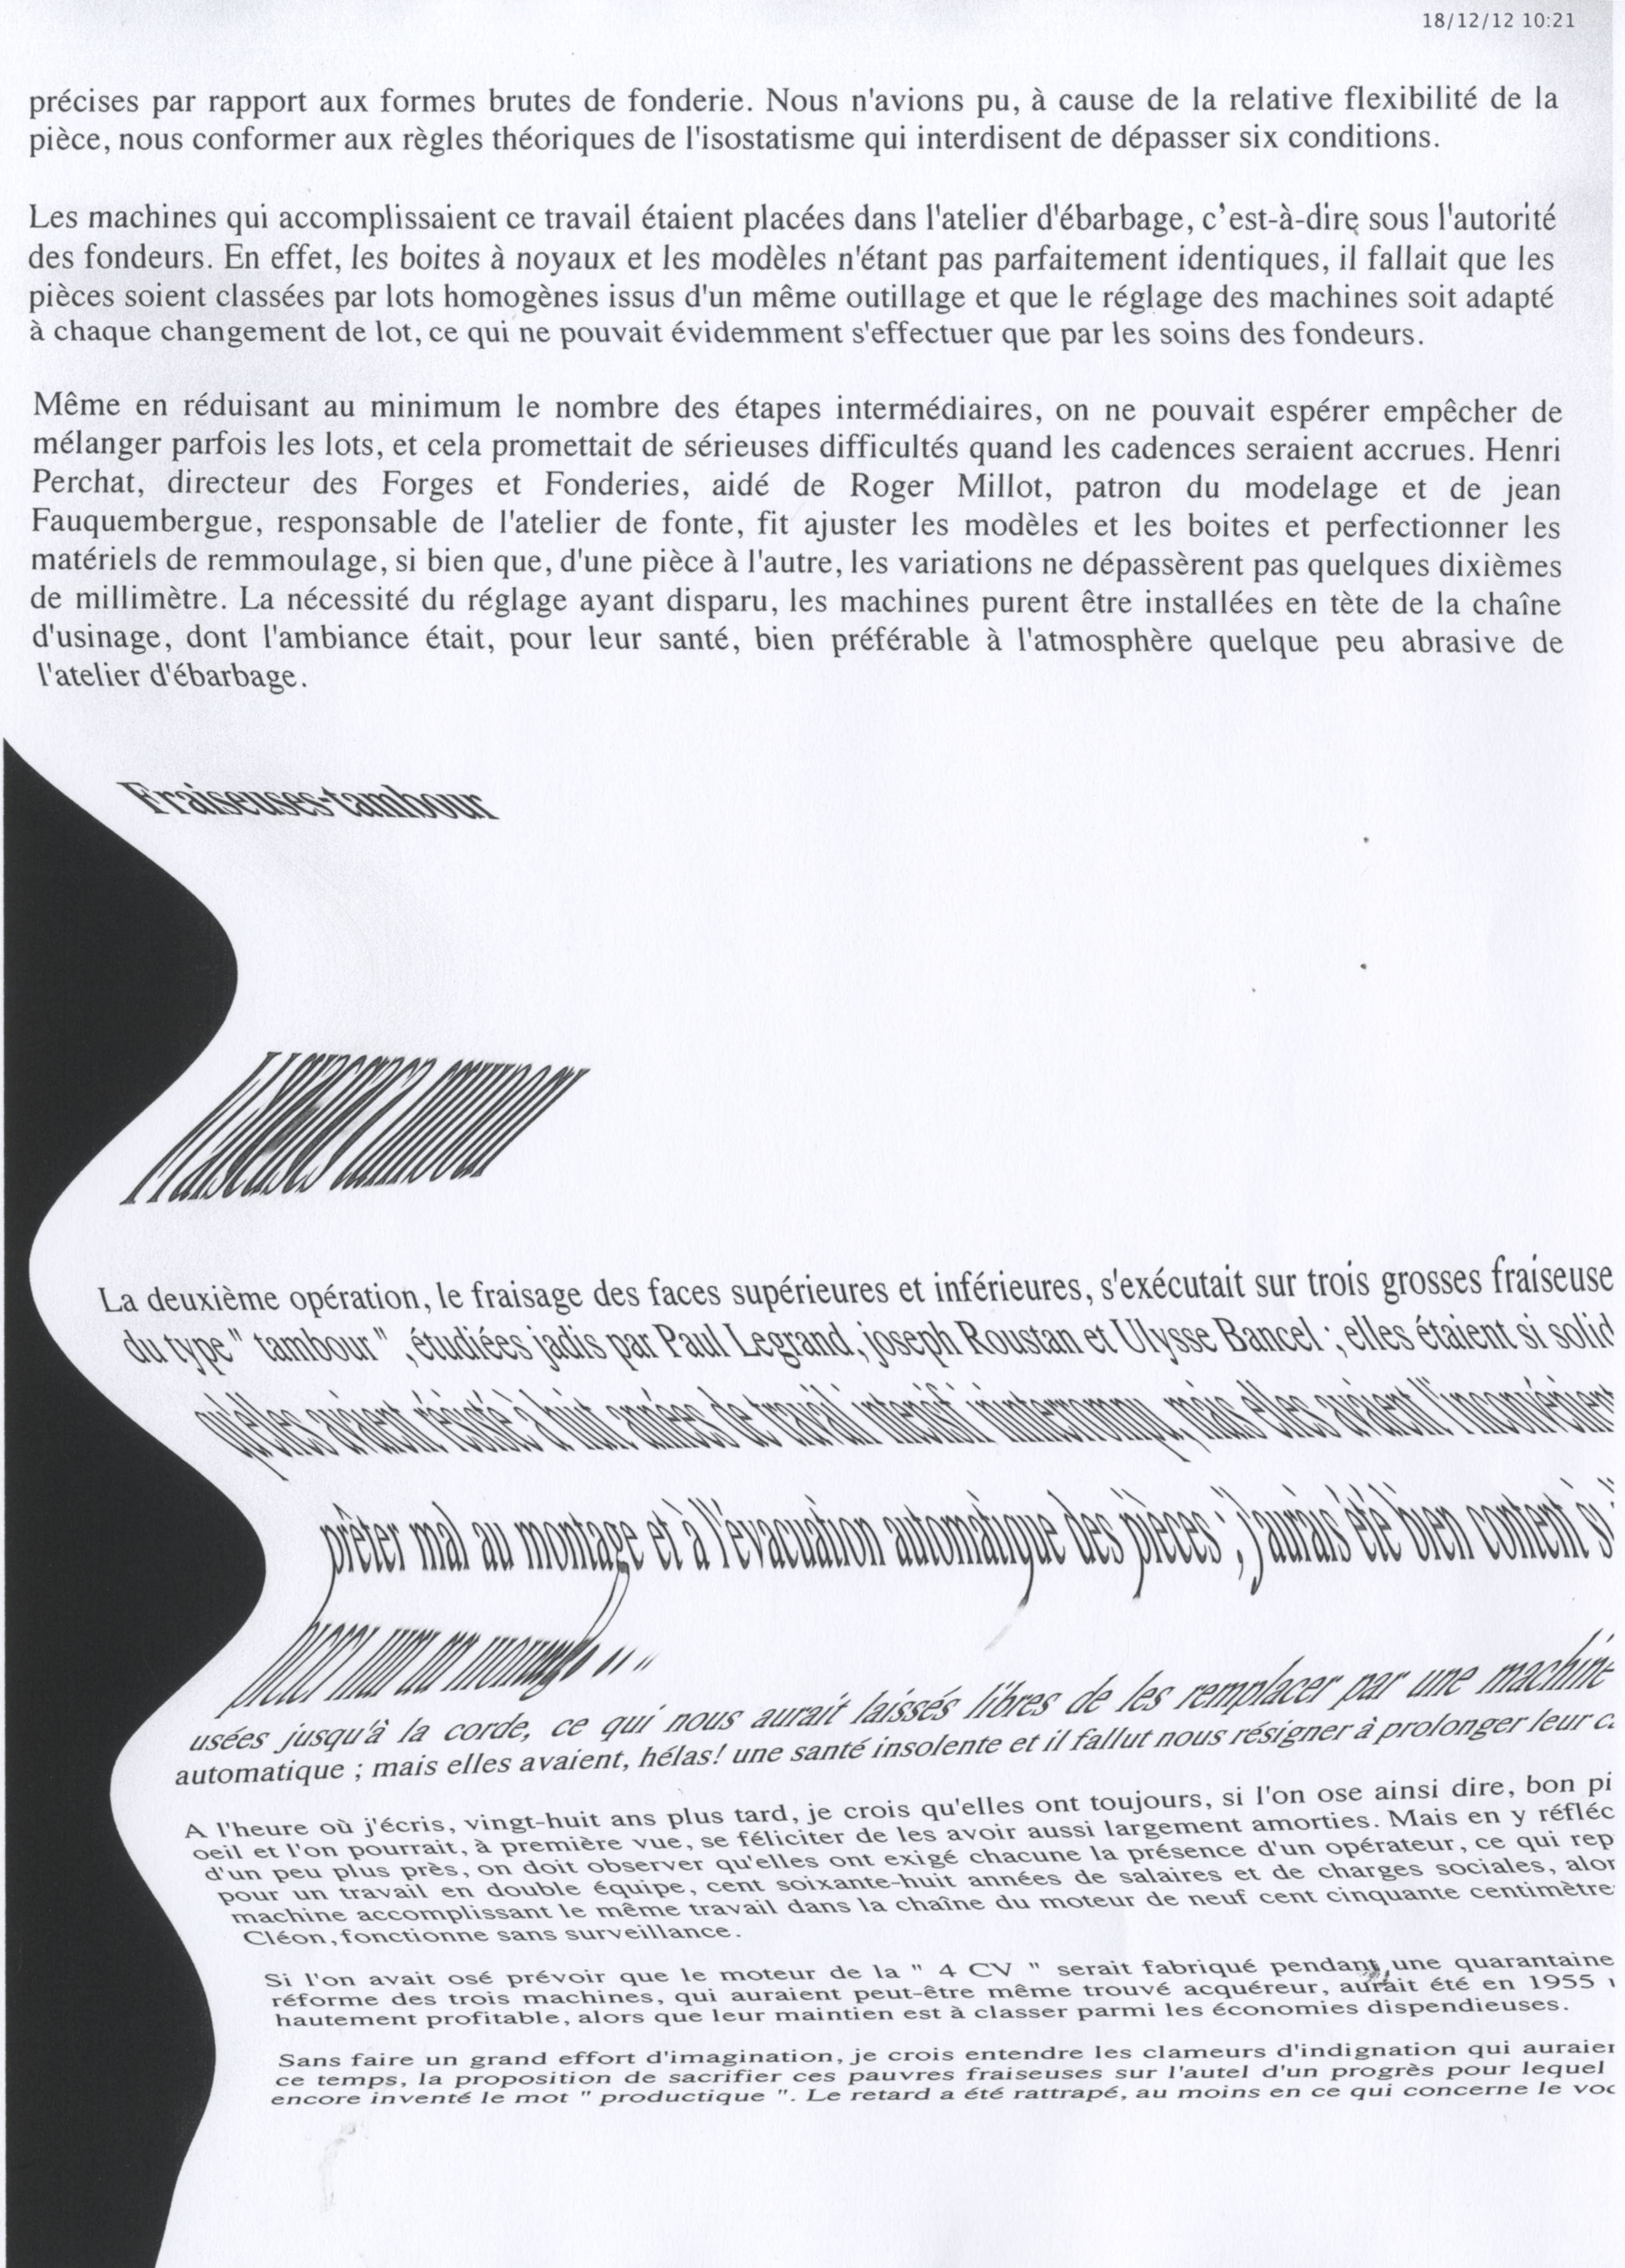 18/12/12 10:21
précises par rapport aux formes brutes de fonderie. Nous n'avions pu, à cause de la relative flexibilité de la
pièce, nous conformer aux règles théoriques de l'isostatisme qui interdisent de dépasser six conditions.
Les machines qui accomplissaient ce travail étaient placées dans l'atelier d'ébarbage, c'est-à-dire sous l'autorité
des fondeurs. En effet, les boites à noyaux et les modèles n'étant pas parfaitement identiques, il fallait que les
pièces soient classées par lots homogènes issus d'un même outillage et que le réglage des machines soit adapté
à chaque changement de lot, ce qui ne pouvait évidemment s'effectuer que par les soins des fondeurs.
Même en réduisant au minimum le nombre des étapes intermédiaires, on ne pouvait espérer empêcher de
mélanger parfois les lots, et cela promettait de sérieuses difficultés quand les cadences seraient accrues. Henri
Perchat, directeur des Forges et Fonderies, aidé de Roger Millot, patron du modelage et de jean
Fauquembergue, responsable de l'atelier de fonte, fit ajuster les modèles et les boites et perfectionner les
matériels de remmoulage, si bien que, d'une pièce à l'autre, les variations ne dépassèrent pas quelques dixièmes
de millimètre. La nécessité du réglage ayant disparu, les machines purent être installées en tète de la chaîne
d'usinage, dont l'ambiance était, pour leur santé, bien préférable à l'atmosphère quelque peu abrasive de
l'atelier d'ébarbage.
Fraiseuses-tambour
Fraiseuses tambour
La deuxième opération, le fraisage des faces supérieures et inférieures, s'exécutait sur trois grosses fraiseuse
du type " tambour ", étudiées jadis par Paul Legrand, joseph Roustan et Ulysse Bancel ; elles étaient si solid
qu'elles avaient résisté à huit années de travail intensif ininterrompu, mais elles avaient l'inconvénien
prêter mal au montage et à l'évacuation automatique des pièces ; j'aurais été bien content si
usées jusqu'à la corde, ce qui nous aurait laissés libres de les remplacer par une machine
automatique ; mais elles avaient, hélas! une santé insolente et il fallut nous résigner à prolonger leur c
A l'heure où j'écris, vingt-huit ans plus tard, je crois qu'elles ont toujours, si l'on ose ainsi dire, bon pi
oeil et l'on pourrait, à première vue, se féliciter de les avoir aussi largement amorties. Mais en y réfléc
d'un peu plus près, on doit observer qu'elles ont exigé chacune la présence d'un opérateur, ce qui rep
pour un travail en double équipe, cent soixante-huit années de salaires et de charges sociales, alor
machine accomplissant le même travail dans la chaîne du moteur de neuf cent cinquante centimètre
Cléon, fonctionne sans surveillance.
Si l'on avait osé prévoir que le moteur de la " 4 CV " serait fabriqué pendant une quarantaine
réforme des trois machines, qui auraient peut-être même trouvé acquéreur, aurait été en 1955
hautement profitable, alors que leur maintien est à classer parmi les économies dispendieuses.
Sans faire un grand effort d'imagination, je crois entendre les clameurs d'indignation qui auraien
ce temps, la proposition de sacrifier ces pauvres fraiseuses sur l'autel d'un progrès pour lequel
encore inventé le mot " productique ". Le retard a été rattrapé, au moins en ce qui concerne le voc